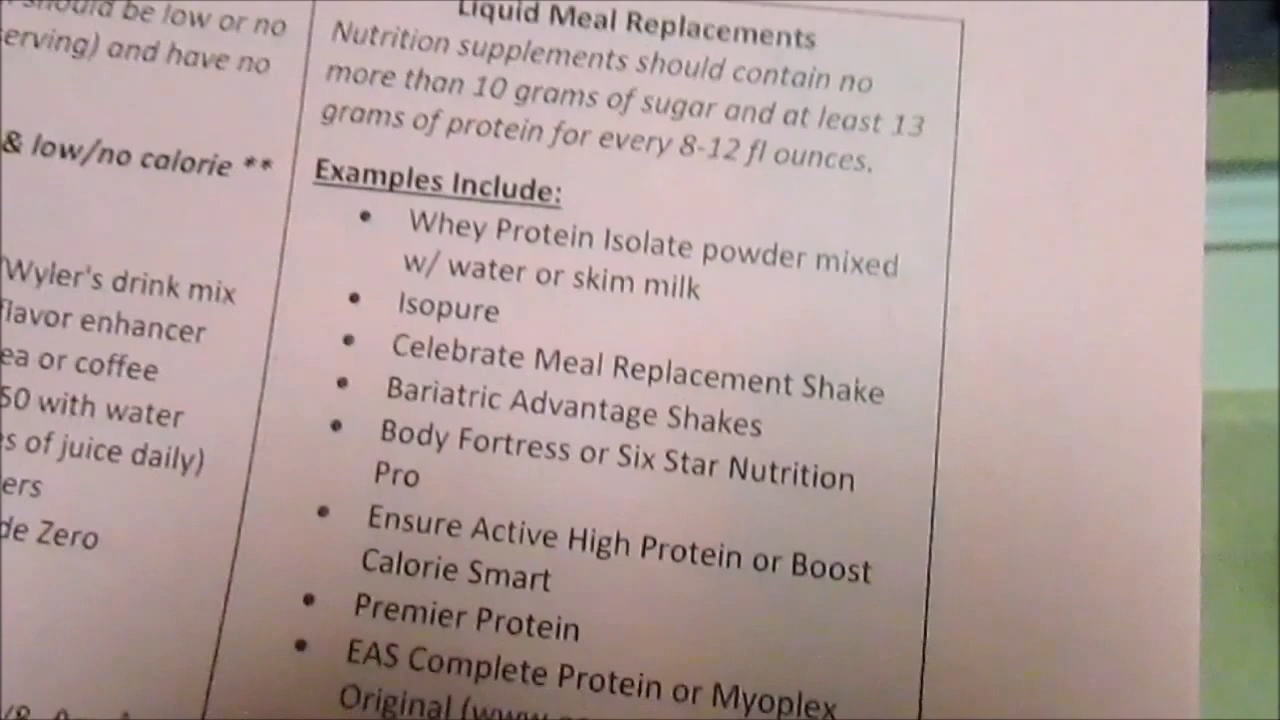 should be low or no
erving) and have no
& low/no calorie **
Wyler's drink mix
flavor enhancer
ea or coffee
50 with water
s of juice daily)
ers
de Zero
Liquid Meal Replacements
Nutrition supplements should contain no
more than 10 grams of sugar and at least 13
grams of protein for every 8-12 fl ounces.
Examples Include:
• Whey Protein Isolate powder mixed
w/ water or skim milk
• Isopure
• Celebrate Meal Replacement Shake
• Bariatric Advantage Shakes
• Body Fortress or Six Star Nutrition
Pro
• Ensure Active High Protein or Boost
Calorie Smart
• Premier Protein
• EAS Complete Protein or Myoplex
Original (www.